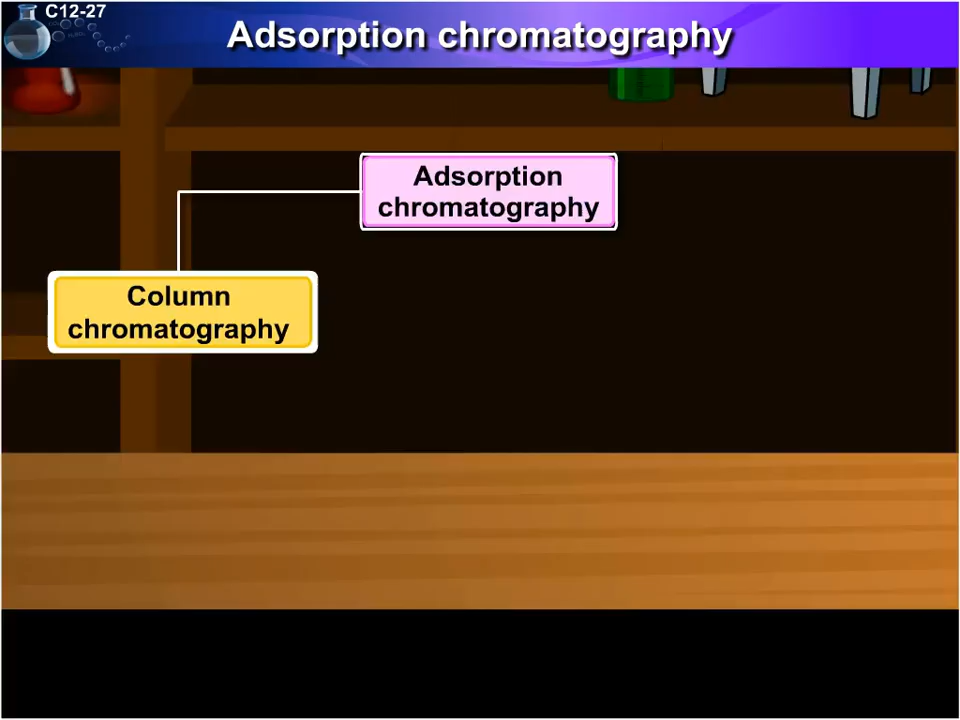 C12-27
Adsorption chromatography
Adsorption
chromatography
Column
chromatography